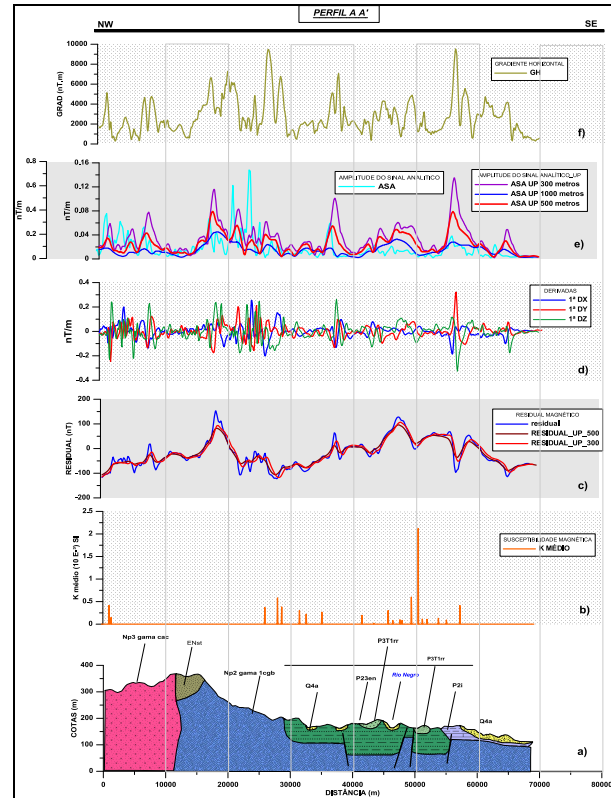 PERFIL A A'
NW
SE
10000
8000
6000
4000
2000
0
GRAD (nT,m)
GRADIENTE HORIZONTAL
GH
f)
0.8
0.6
0.4
0.2
0
nT/m
0,16
0,12
0.08
0.04
0
nT/m
AMPLITUDE DO SINAL ANALITICO
ASA
AMPLITUDE DO SINAL ANALÍTICO_UP
ASA UP 300 metros
ASA UP 1000 metros
ASA UP 500 metros
e)
0.4
0.2
0
-0.2
-0.4
nT/m
DERIVADAS
1ª DX
1ª DY
1ª DZ
d)
200
100
0
-100
-200
RESIDUAL (nT)
RESIDUAL MAGNÉTICO
residual
RESIDUAL_UP_500
RESIDUAL_UP_300
c)
2.5
2
1.5
1
0.5
0
K médio (10 E-³) SI
SUSCEPTIBILIDADE MAGNÉTICA
K MÉDIO
b)
Np3 gama cac
ENst
Np2 gama 1cgb
Q4a
P23en
P3T1rr
Rio Negro
P3T1rr
P2i
Q4a
400
300
200
100
0
COTAS (m)
a)
0
10000
20000
30000
40000
50000
60000
70000
80000
DISTÂNCIA (m)